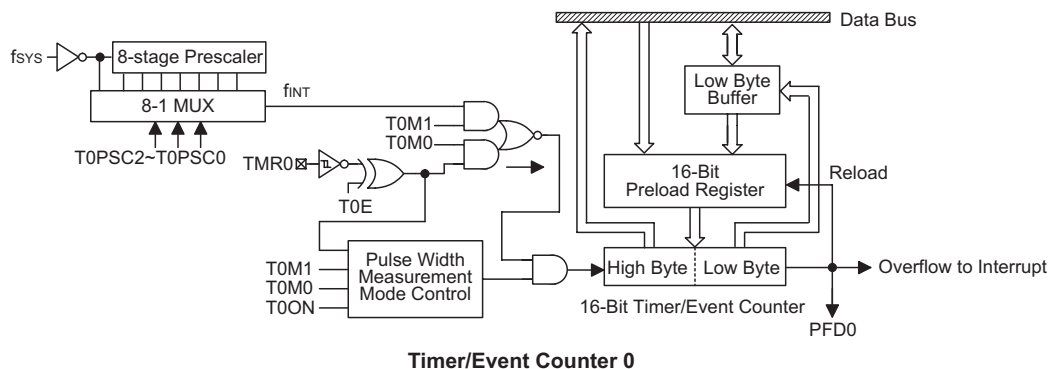 Data Bus
fSYS
8-stage Prescaler
8-1 MUX
fINT
T0PSC2~T0PSC0
T0M1
T0M0
TMR0
T0E
Low Byte
Buffer
16-Bit
Preload Register
Reload
T0M1
T0M0
T0ON
Pulse Width
Measurement
Mode Control
High Byte
Low Byte
16-Bit Timer/Event Counter
Overflow to Interrupt
PFD0
Timer/Event Counter 0